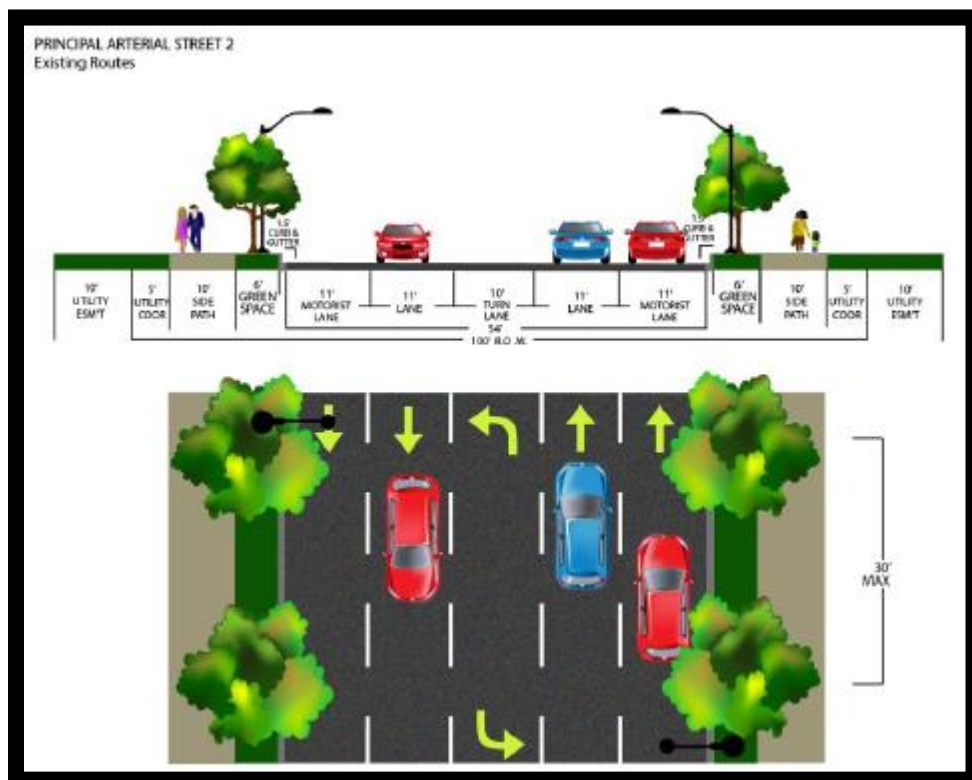 PRINCIPAL ARTERIAL STREET 2
Existing Routes
1.5'
CURB &
GUTTER
1.5'
CURB &
GUTTER
10'
UTILITY
ESM'T
5'
UTILITY
COOR
10'
SIDE
PATH
6'
GREEN
SPACE
11'
MOTORIST
LANE
11'
LANE
10'
TURN
LANE
11'
LANE
11'
MOTORIST
LANE
6'
GREEN
SPACE
10'
SIDE
PATH
5'
UTILITY
COOR
10'
UTILITY
ESM'T
54'
100' R.O.W.
30'
MAX